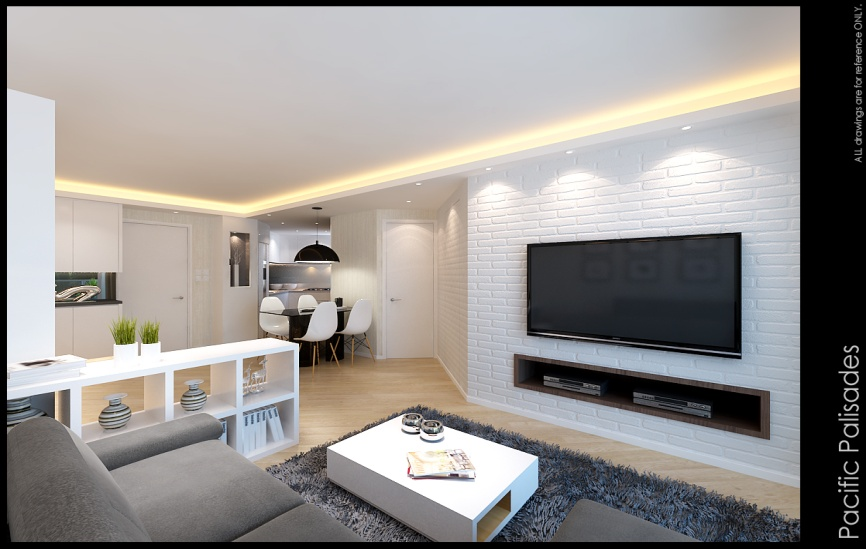 ALL drawings are for reference ONLY.
Pacific Palisades